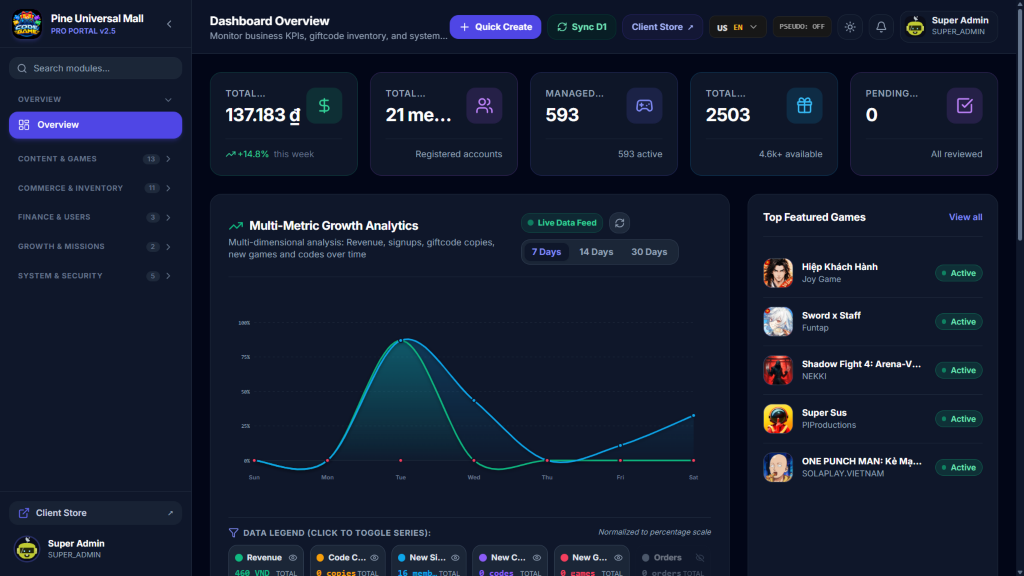 Pine Universal Mall
PRO PORTAL v2.5
Search modules...
OVERVIEW
Overview
CONTENT & GAMES 13
COMMERCE & INVENTORY 11
FINANCE & USERS 3
GROWTH & MISSIONS 2
SYSTEM & SECURITY 5
Client Store ↗
Super Admin
SUPER_ADMIN
Dashboard Overview
Monitor business KPIs, giftcode inventory, and system...
+ Quick Create
Sync D1
Client Store ↗
US EN
PSEUDO: OFF
Super Admin
SUPER_ADMIN
TOTAL...
137.183 ₫
+14.8% this week
TOTAL...
21 me...
Registered accounts
MANAGED...
593
593 active
TOTAL...
2503
4.6k+ available
PENDING...
0
All reviewed
Multi-Metric Growth Analytics
Multi-dimensional analysis: Revenue, signups, giftcode copies,
new games and codes over time
Live Data Feed
7 Days 14 Days 30 Days
100%
75%
50%
25%
0%
Sun Mon Tue Wed Thu Fri Sat
DATA LEGEND (CLICK TO TOGGLE SERIES):
Normalized to percentage scale
Revenue
460 VND TOTAL
Code C...
0 copies TOTAL
New Si...
16 memb... TOTAL
New C...
0 codes TOTAL
New G...
0 games TOTAL
Orders
0 orders TOTAL
Top Featured Games
View all
Hiệp Khách Hành
Joy Game
Active
Sword x Staff
Funtap
Active
Shadow Fight 4: Arena-V...
NEKKI
Active
Super Sus
PIProductions
Active
ONE PUNCH MAN: Kẻ Mạ...
SOLAPLAY.VIETNAM
Active